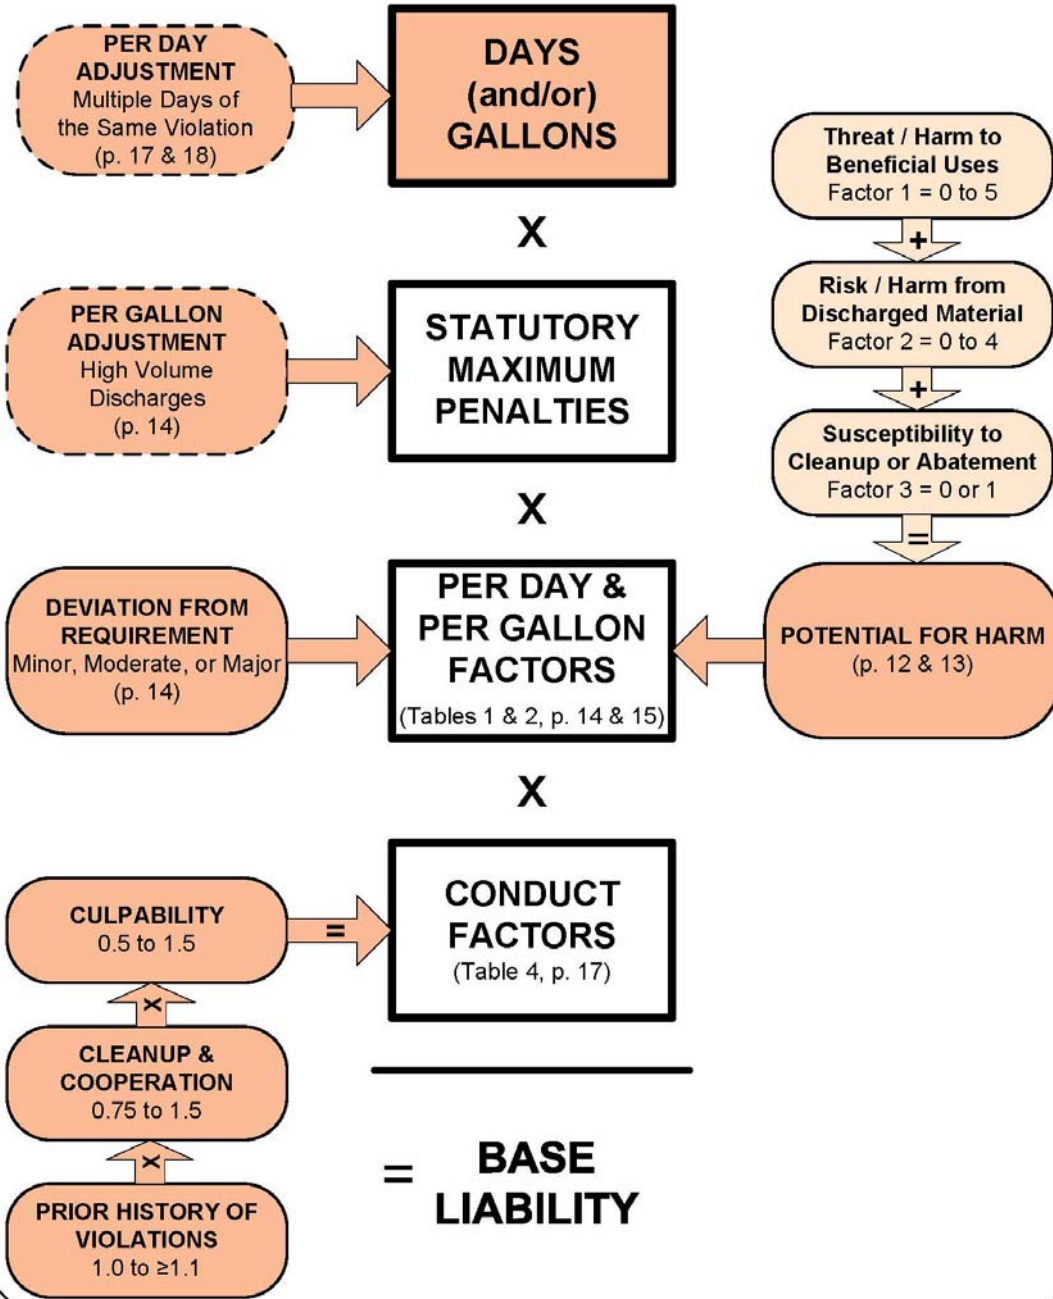 PER DAY
ADJUSTMENT
Multiple Days of
the Same Violation
(p. 17 & 18)
DAYS
(and/or)
GALLONS
X
PER GALLON
ADJUSTMENT
High Volume
Discharges
(p. 14)
STATUTORY
MAXIMUM
PENALTIES
X
Threat / Harm to
Beneficial Uses
Factor 1 = 0 to 5
+
Risk / Harm from
Discharged Material
Factor 2 = 0 to 4
+
Susceptibility to
Cleanup or Abatement
Factor 3 = 0 or 1
=
DEVIATION FROM
REQUIREMENT
Minor, Moderate, or Major
(p. 14)
PER DAY &
PER GALLON
FACTORS
(Tables 1 & 2, p. 14 & 15)
POTENTIAL FOR HARM
(p. 12 & 13)
X
CULPABILITY
0.5 to 1.5
=
CONDUCT
FACTORS
(Table 4, p. 17)
X
CLEANUP &
COOPERATION
0.75 to 1.5
X
PRIOR HISTORY OF
VIOLATIONS
1.0 to ≥1.1
= BASE
LIABILITY